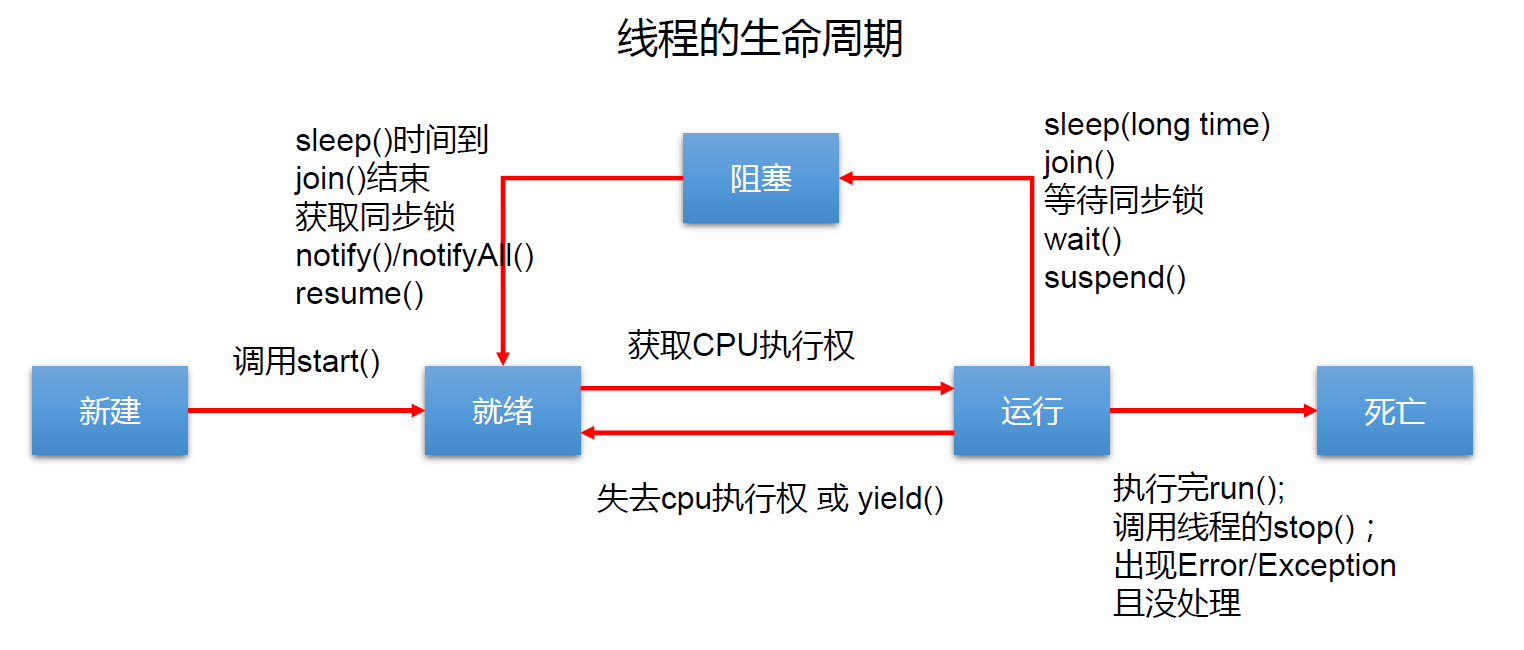 线程的生命周期
sleep()时间到
join()结束
获取同步锁
notify()/notifyAll()
resume()
阻塞
sleep(long time)
join()
等待同步锁
wait()
suspend()
调用start()
获取CPU执行权
新建
就绪
运行
死亡
失去cpu执行权 或 yield()
执行完run();
调用线程的stop()；
出现Error/Exception
且没处理